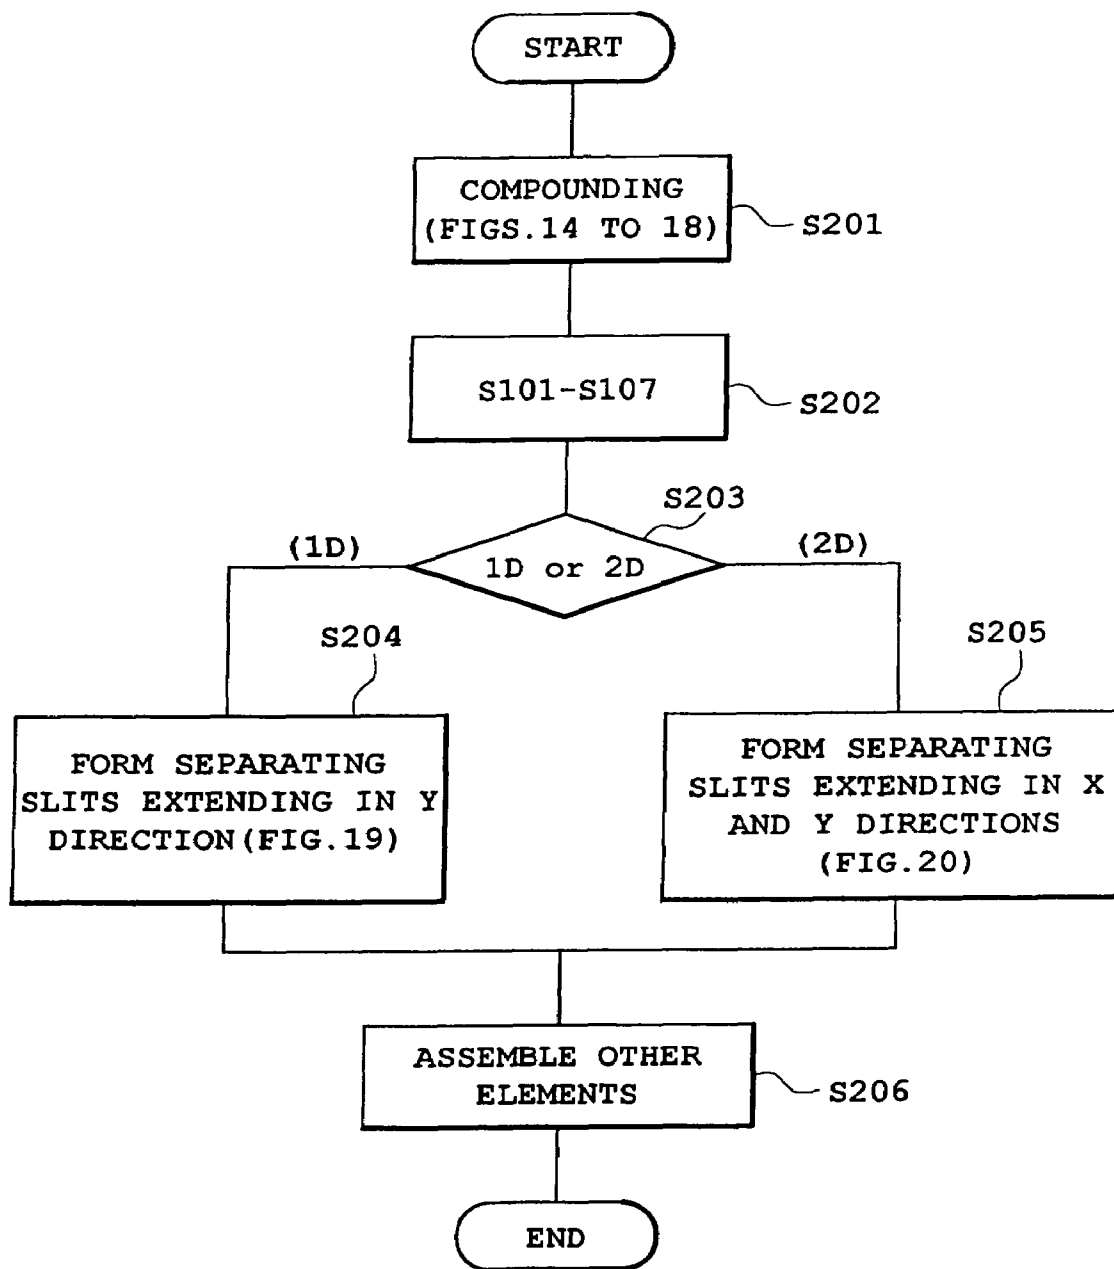 START
COMPOUNDING
(FIGS.14 TO 18)
S201
S101-S107
S202
S203
(1D)
1D or 2D
(2D)
S204
S205
FORM SEPARATING
SLITS EXTENDING IN Y
DIRECTION(FIG.19)
FORM SEPARATING
SLITS EXTENDING IN X
AND Y DIRECTIONS
(FIG.20)
ASSEMBLE OTHER
ELEMENTS
S206
END